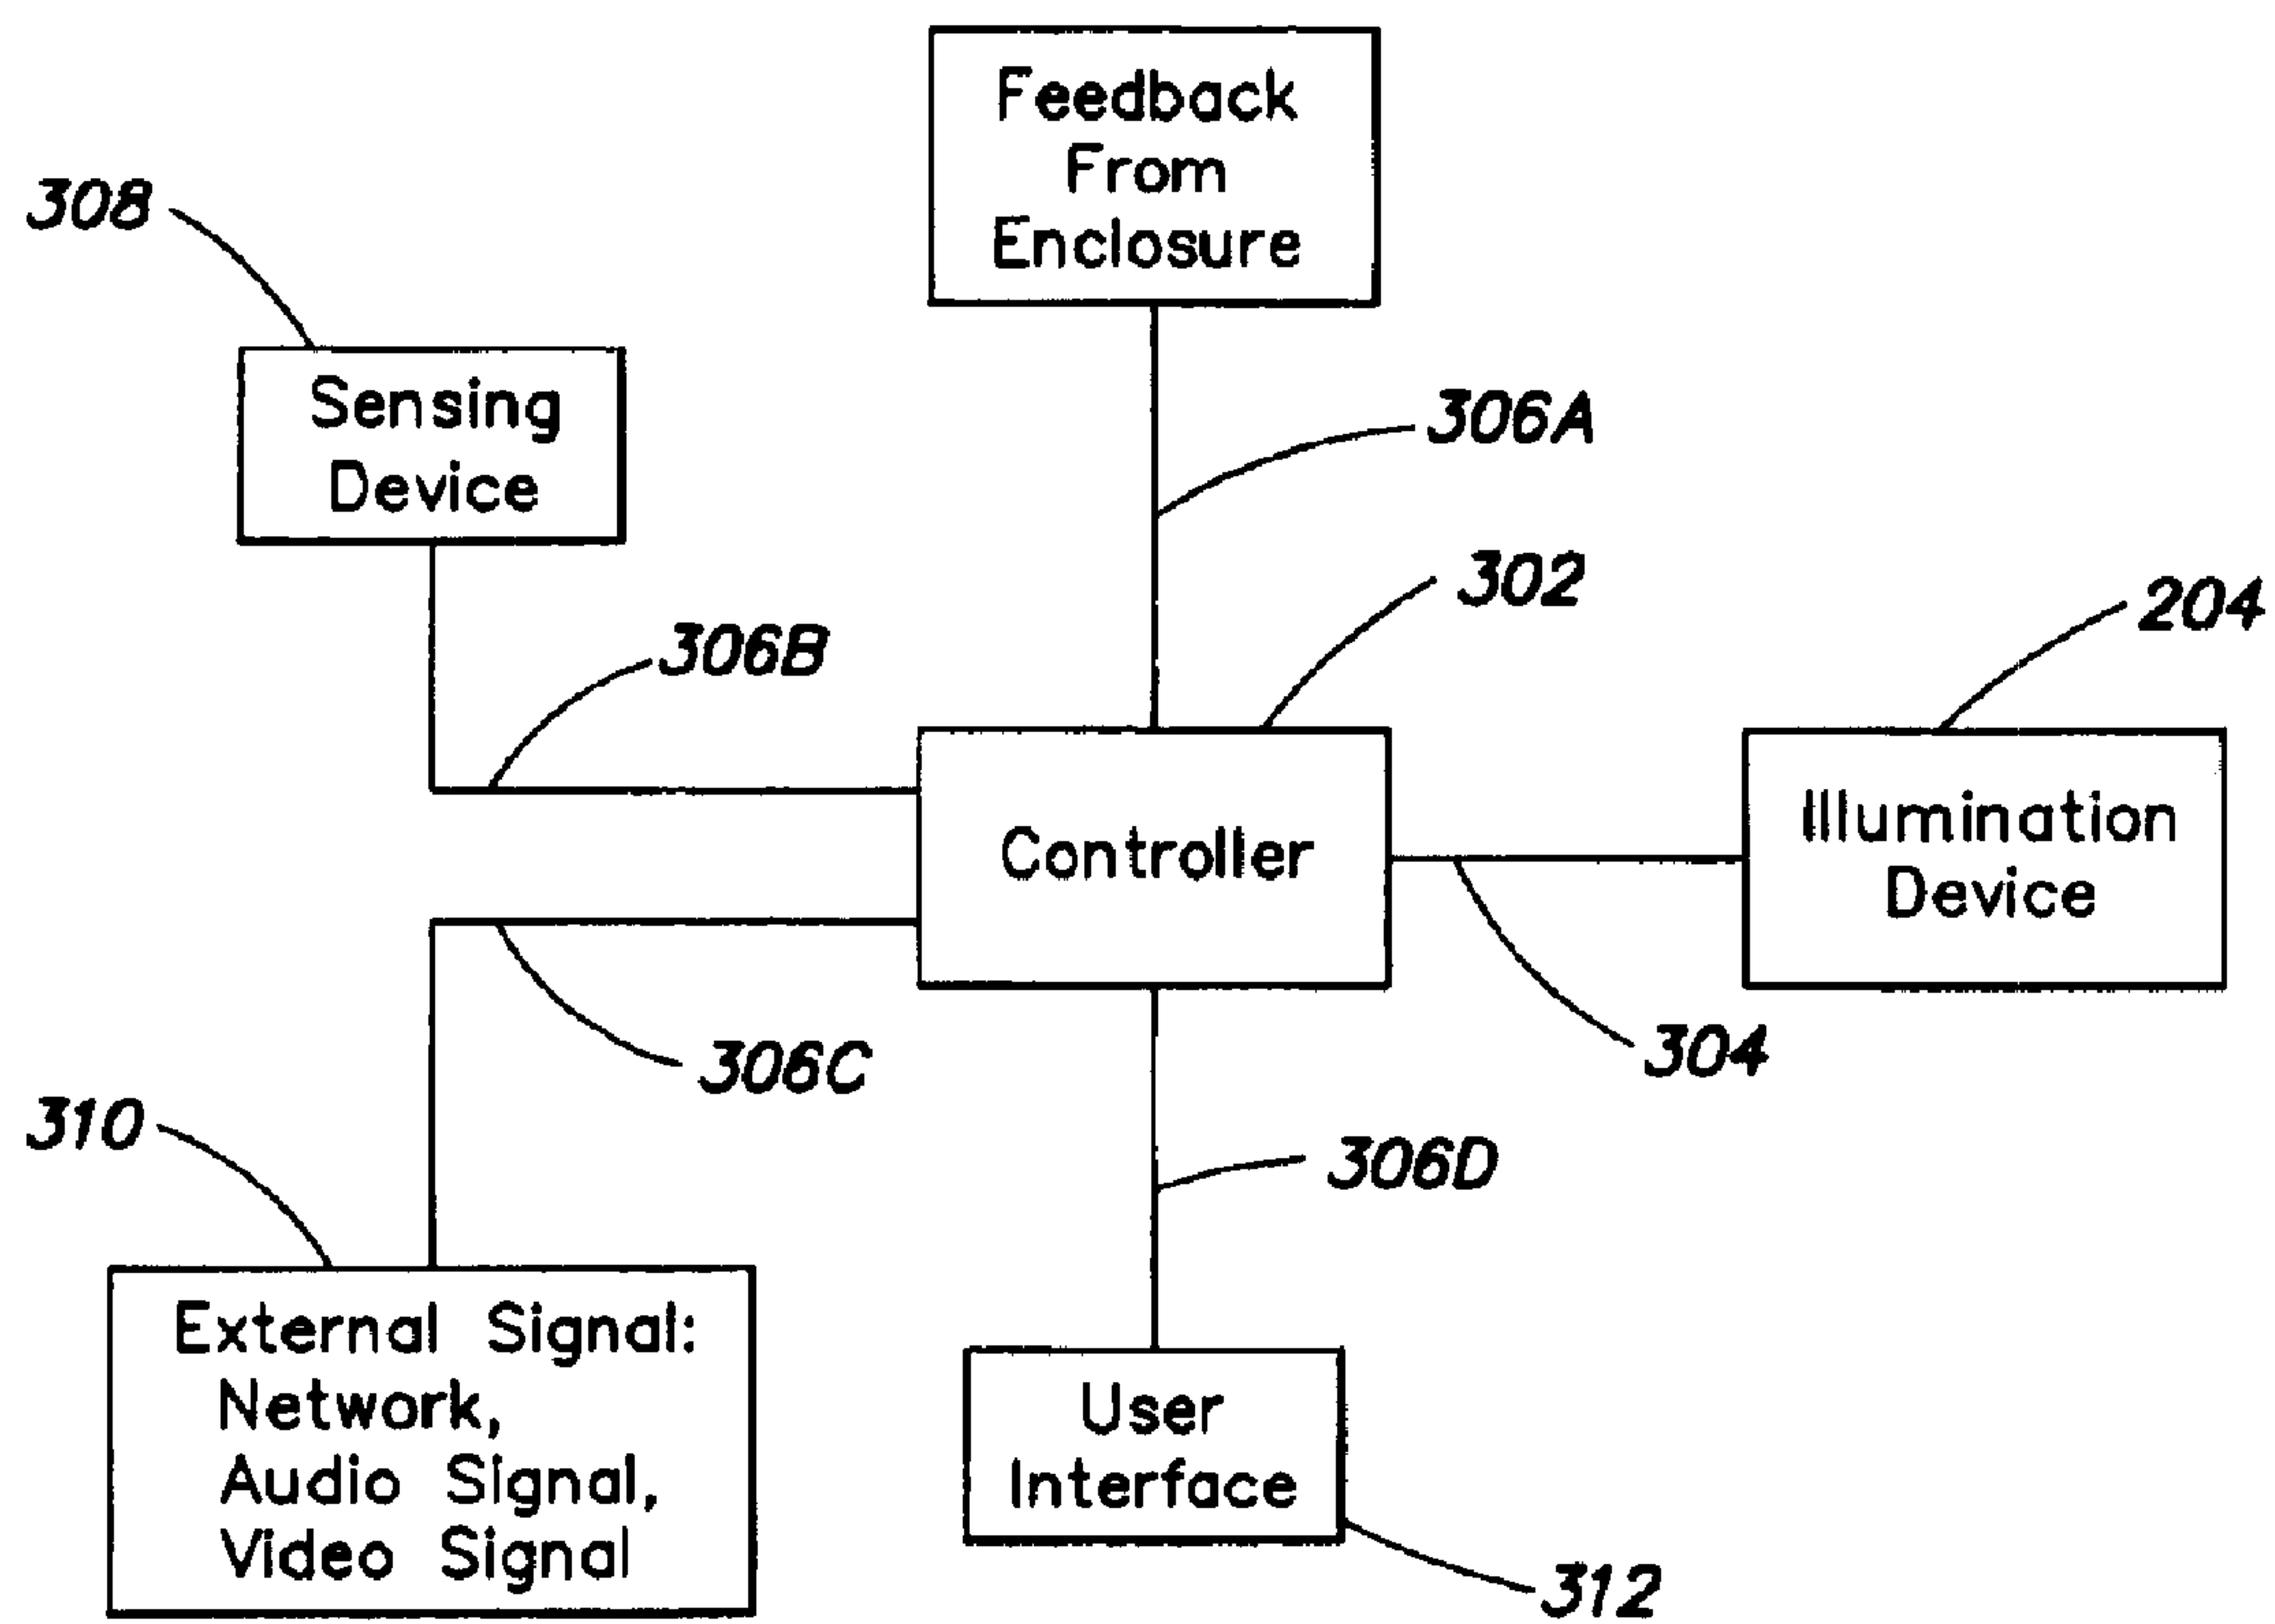 Feedback
From
Enclosure
308
Sensing
Device
306A
302
204
306B
Controller
Illumination
Device
304
306C
310
306D
External Signal:
Network,
Audio Signal,
Video Signal
User
Interface
312